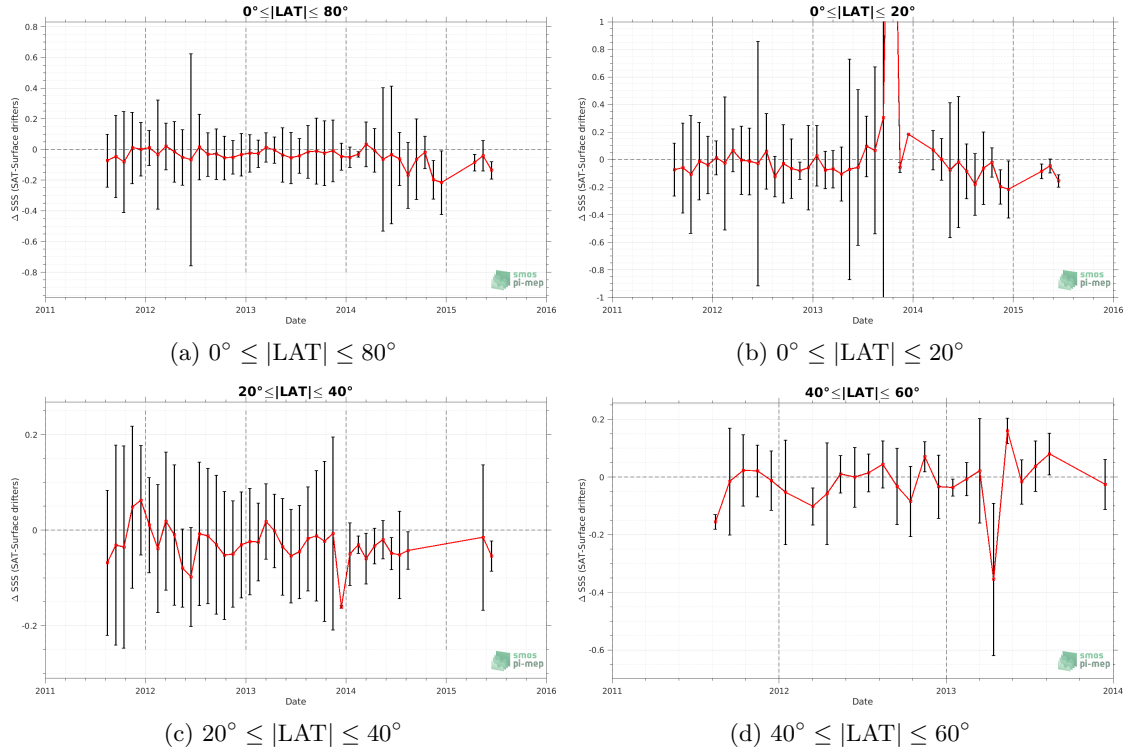 0°≤|LAT|≤ 80°
Δ SSS (SAT-Surface drifters)
0.8
0.6
0.4
0.2
0
-0.2
-0.4
-0.6
-0.8
2011 2012 2013 2014 2015 2016
Date
smos
pi-mep
(a) 0° ≤ |LAT| ≤ 80°
0°≤|LAT|≤ 20°
Δ SSS (SAT-Surface drifters)
1
0.8
0.6
0.4
0.2
0
-0.2
-0.4
-0.6
-0.8
-1
2011 2012 2013 2014 2015 2016
Date
smos
pi-mep
(b) 0° ≤ |LAT| ≤ 20°
20°≤|LAT|≤ 40°
Δ SSS (SAT-Surface drifters)
0.2
0
-0.2
2011 2012 2013 2014 2015 2016
Date
smos
pi-mep
(c) 20° ≤ |LAT| ≤ 40°
40°≤|LAT|≤ 60°
Δ SSS (SAT-Surface drifters)
0.2
0
-0.2
-0.4
-0.6
2011 2012 2013 2014
Date
smos
pi-mep
(d) 40° ≤ |LAT| ≤ 60°